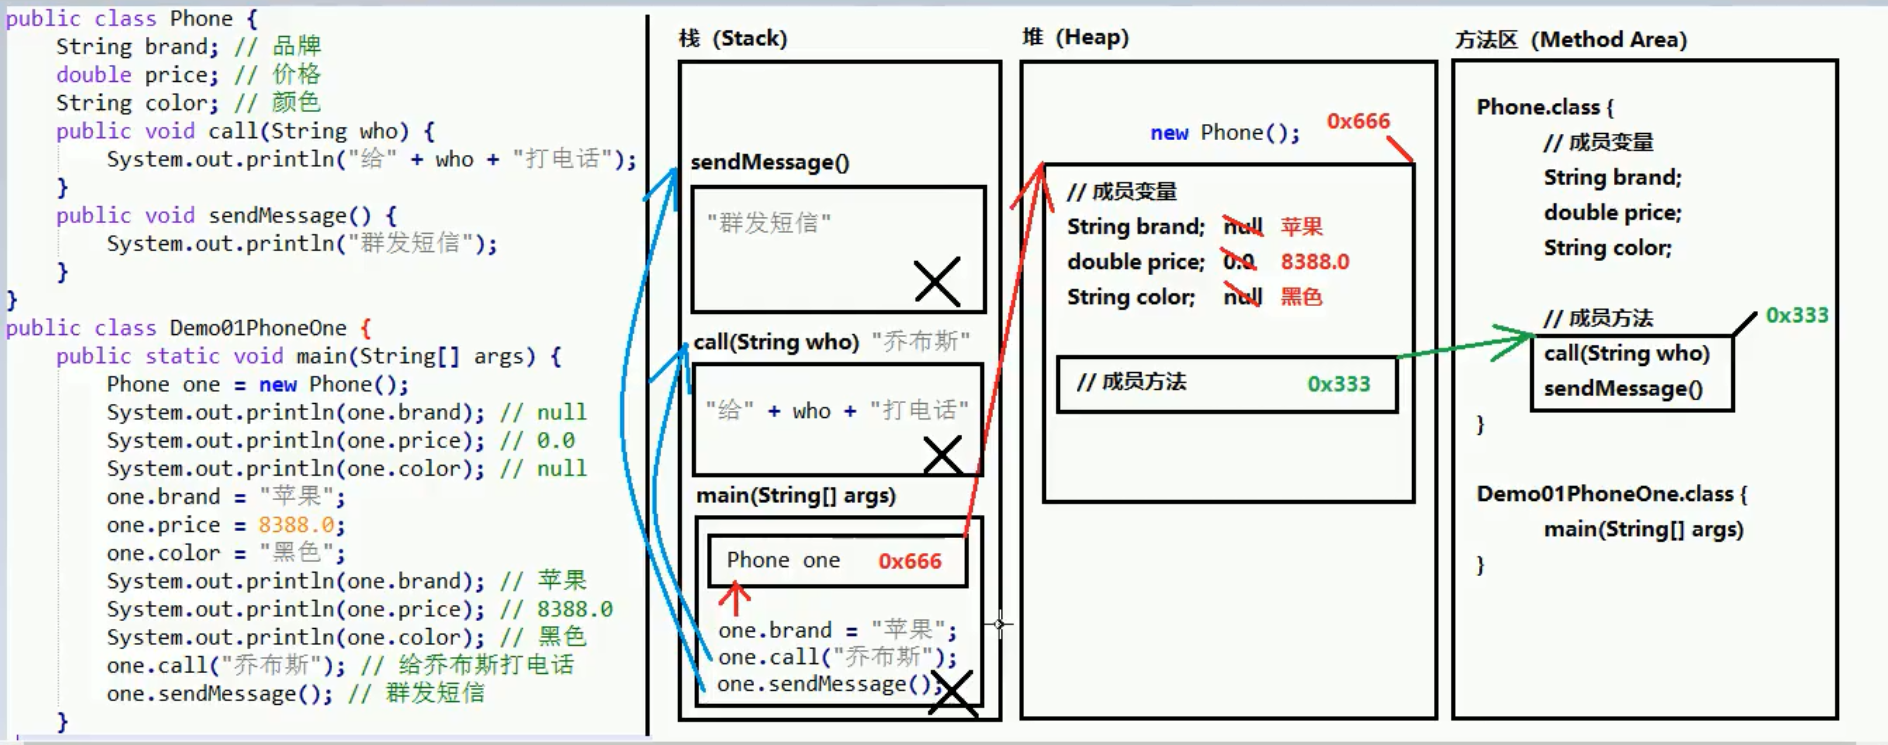 public class Phone {
String brand; // 品牌
double price; // 价格
String color; // 颜色
public void call(String who) {
System.out.println("给" + who + "打电话");
}
public void sendMessage() {
System.out.println("群发短信");
}
}
public class Demo01PhoneOne {
public static void main(String[] args) {
Phone one = new Phone();
System.out.println(one.brand); // null
System.out.println(one.price); // 0.0
System.out.println(one.color); // null
one.brand = "苹果";
one.price = 8388.0;
one.color = "黑色";
System.out.println(one.brand); // 苹果
System.out.println(one.price); // 8388.0
System.out.println(one.color); // 黑色
one.call("乔布斯"); // 给乔布斯打电话
one.sendMessage(); // 群发短信
}
栈（Stack）
sendMessage()
"群发短信"
call(String who) "乔布斯"
"给" + who + "打电话"
main(String[] args)
Phone one 0x666
one.brand = "苹果";
one.call("乔布斯");
one.sendMessage();
堆（Heap）
new Phone(); 0x666
// 成员变量
String brand; null 苹果
double price; 0.0 8388.0
String color; null 黑色
// 成员方法 0x333
方法区（Method Area）
Phone.class {
// 成员变量
String brand;
double price;
String color;
// 成员方法 0x333
call(String who)
sendMessage()
}
Demo01PhoneOne.class {
main(String[] args)
}